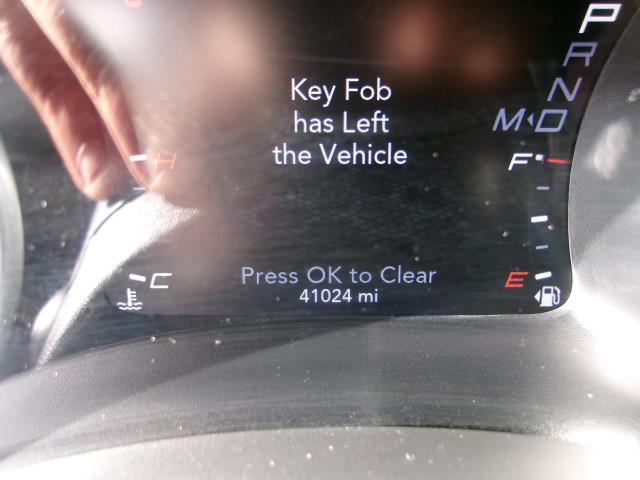 P
R
Key Fob
N
has Left
M D
the Vehicle
H
F
C
Press OK to Clear
E
41024 mi